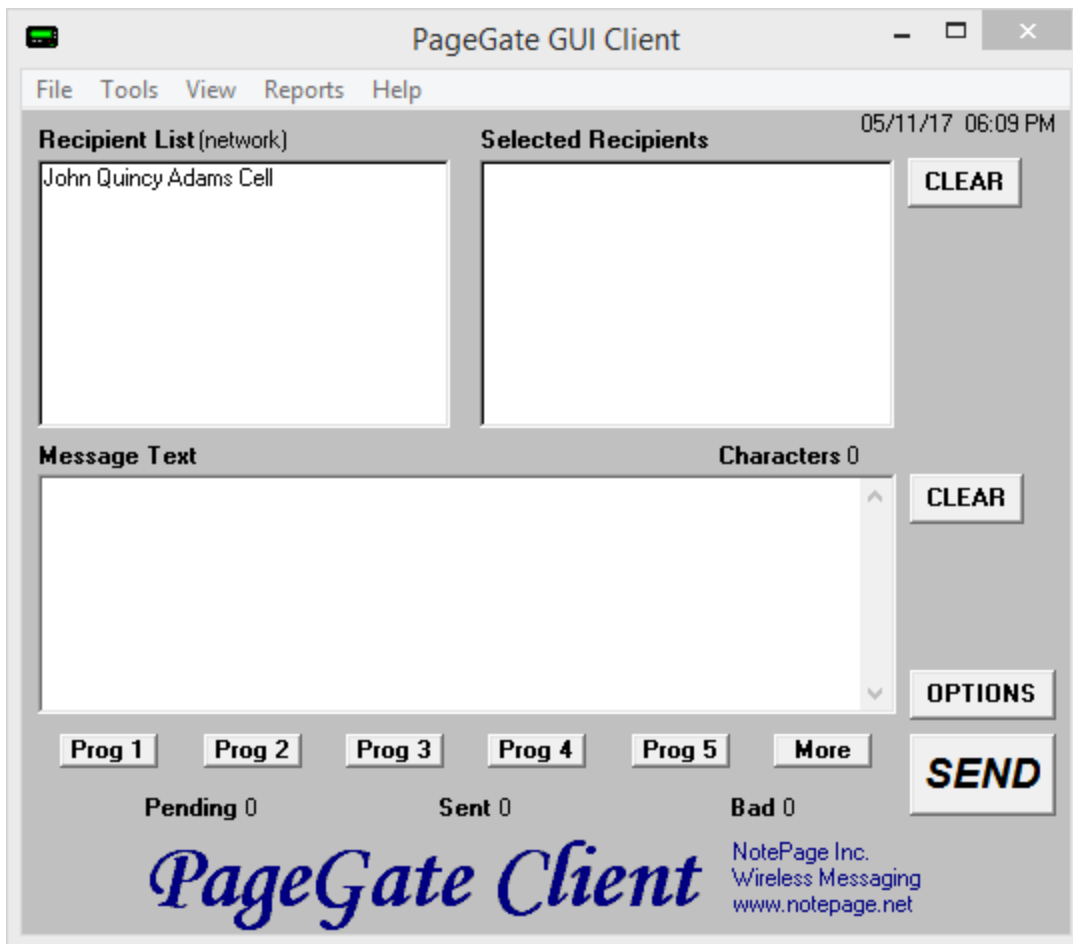 PageGate GUI Client
File Tools View Reports Help
05/11/17 06:09 PM
Recipient List (network)
Selected Recipients
John Quincy Adams Cell
CLEAR
Message Text
Characters 0
CLEAR
OPTIONS
Prog 1 Prog 2 Prog 3 Prog 4 Prog 5 More
SEND
Pending 0 Sent 0 Bad 0
PageGate Client
NotePage Inc.
Wireless Messaging
www.notepage.net